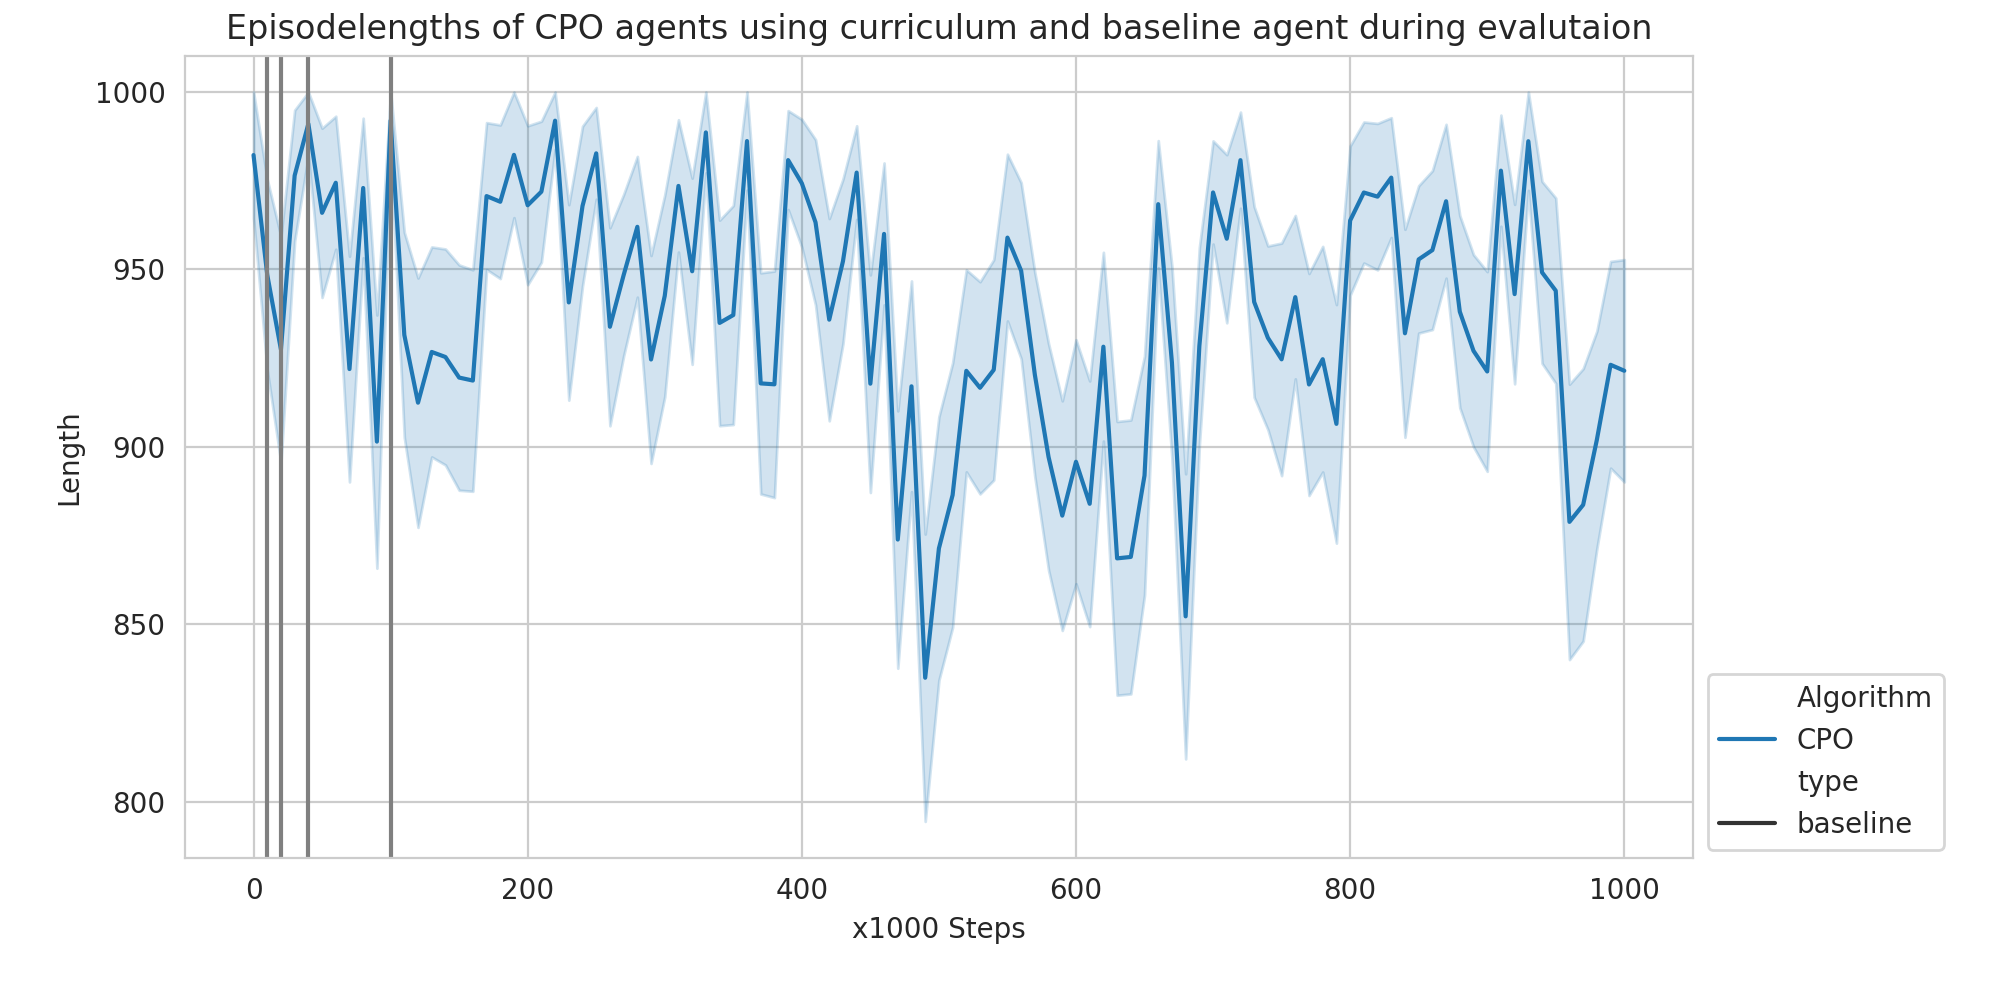 Episodelengths of CPO agents using curriculum and baseline agent during evalutaion
1000
950
900
850
800
Length
0 200 400 600 800 1000
x1000 Steps
Algorithm
CPO
type
baseline